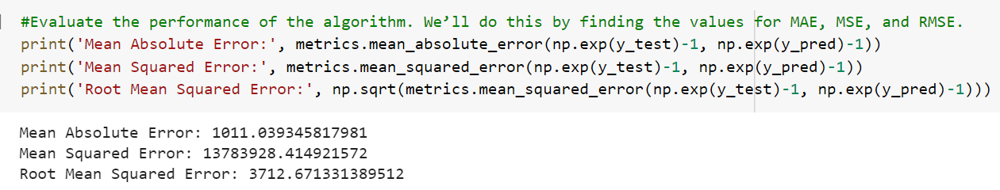 #Evaluate the performance of the algorithm. We’ll do this by finding the values for MAE, MSE, and RMSE.
print('Mean Absolute Error:', metrics.mean_absolute_error(np.exp(y_test)-1, np.exp(y_pred)-1))
print('Mean Squared Error:', metrics.mean_squared_error(np.exp(y_test)-1, np.exp(y_pred)-1))
print('Root Mean Squared Error:', np.sqrt(metrics.mean_squared_error(np.exp(y_test)-1, np.exp(y_pred)-1)))
Mean Absolute Error: 1011.039345817981
Mean Squared Error: 13783928.414921572
Root Mean Squared Error: 3712.671331389512